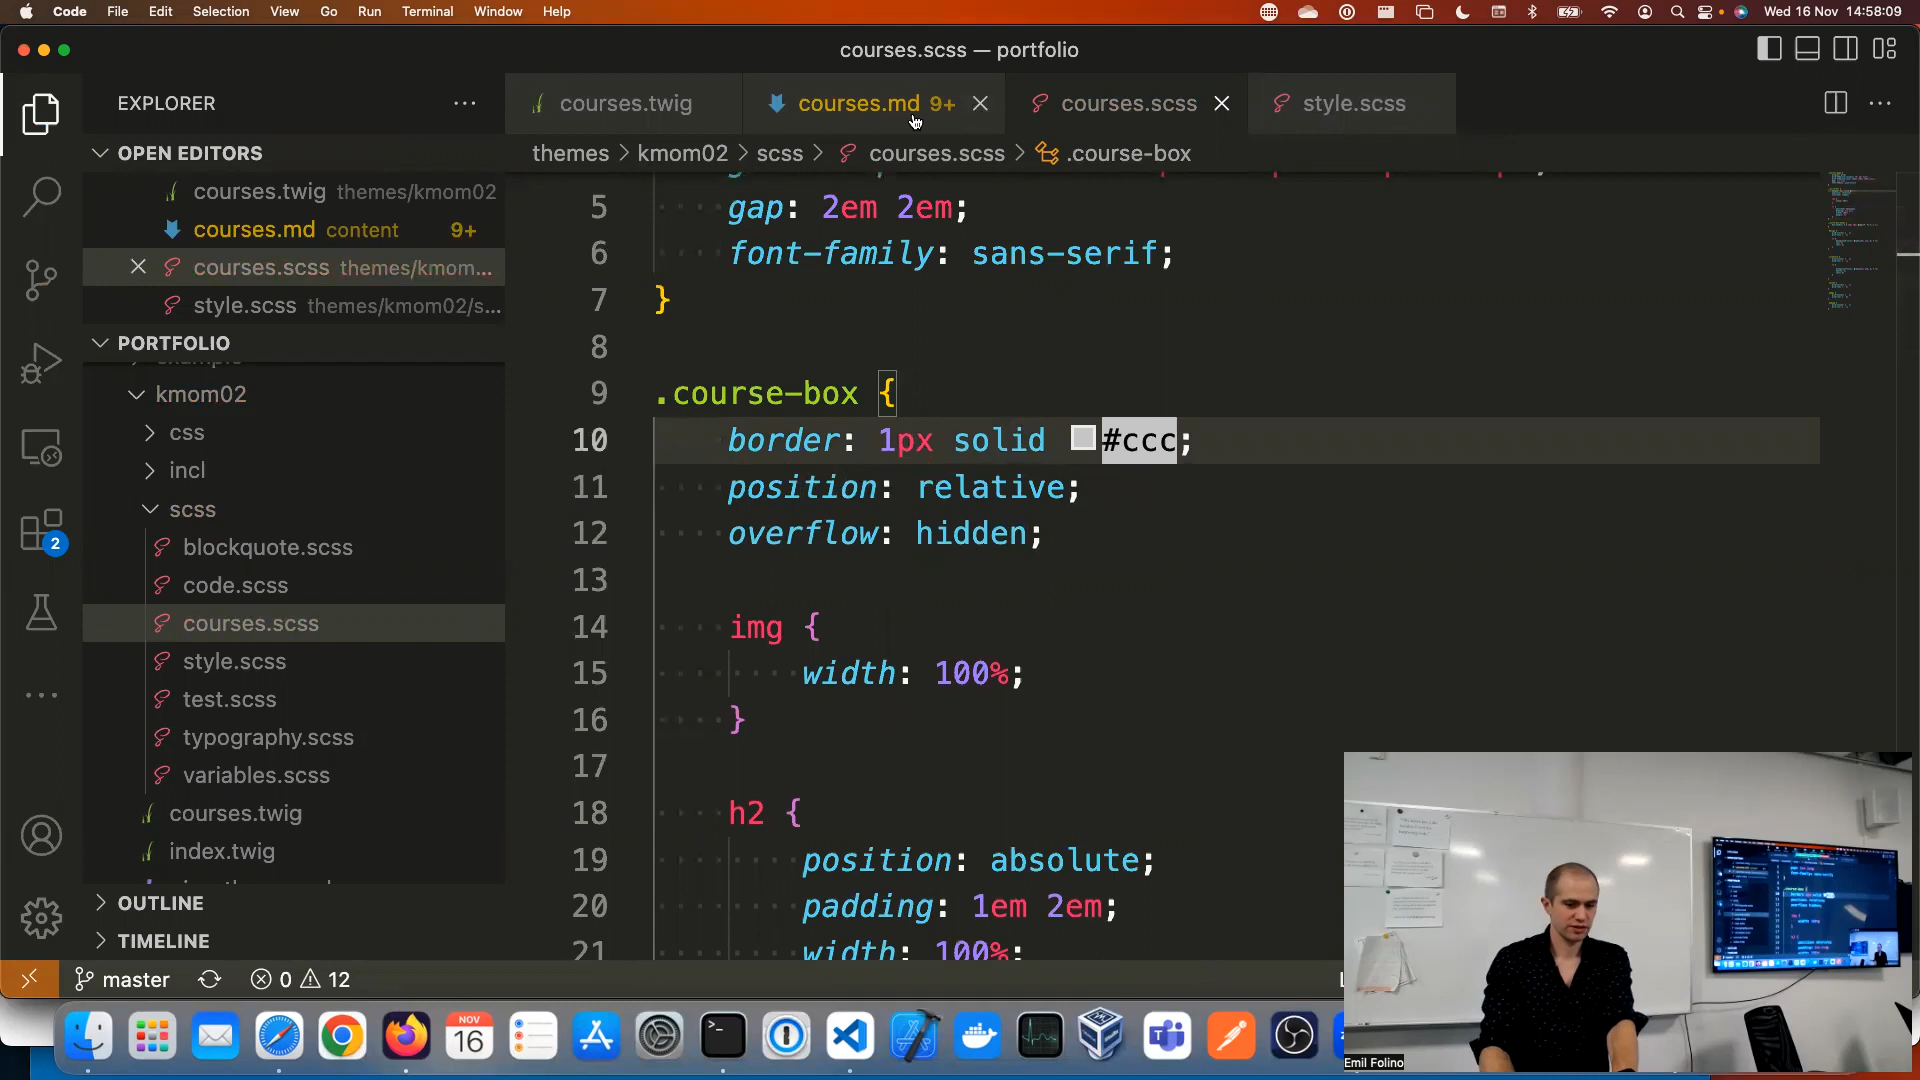 Code File Edit Selection View Go Run Terminal Window Help
Wed 16 Nov 14:58:09
courses.scss — portfolio
EXPLORER
courses.twig
courses.md 9+
courses.scss
style.scss
themes > kmom02 > scss > courses.scss > .course-box
OPEN EDITORS
courses.twig themes/kmom02
courses.md content 9+
courses.scss themes/kmom...
style.scss themes/kmom02/s...
PORTFOLIO
kmom02
css
incl
scss
blockquote.scss
code.scss
courses.scss
style.scss
test.scss
typography.scss
variables.scss
courses.twig
index.twig
OUTLINE
TIMELINE
2
5 gap: 2em 2em;
6 font-family: sans-serif;
7 }
8
9 .course-box {
10 border: 1px solid #ccc;
11 position: relative;
12 overflow: hidden;
13
14 img {
15 width: 100%;
16 }
17
18 h2 {
19 position: absolute;
20 padding: 1em 2em;
21 width: 100%;
master 0 12
NOV
16
Emil Folino